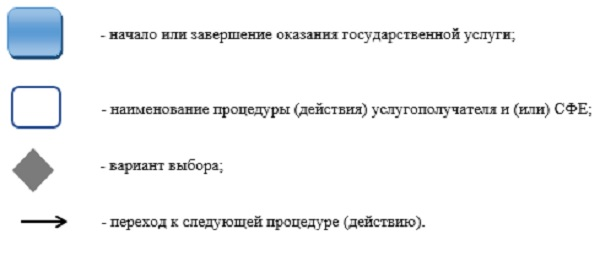 - начало или завершение оказания государственной услуги;
- наименование процедуры (действия) услугополучателя и (или) СФЕ;
- вариант выбора;
- переход к следующей процедуре (действию).